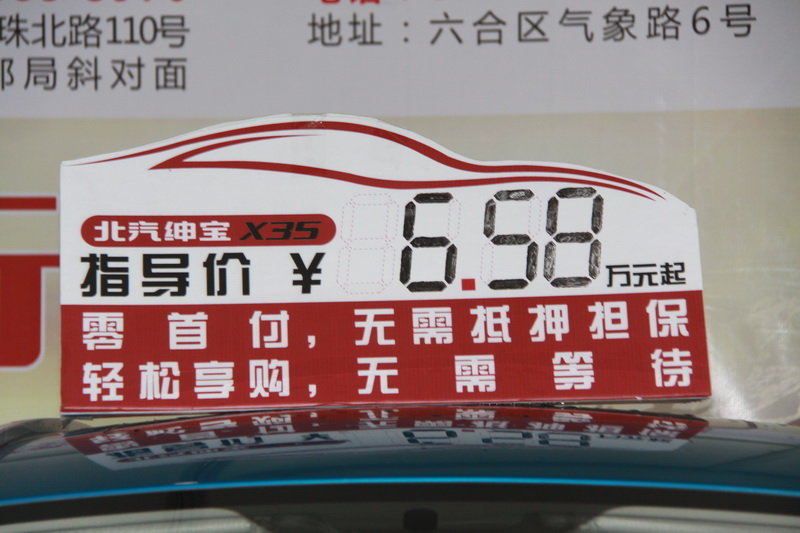 珠北路110号
邮局斜对面
地址：六合区气象路6号
北汽绅宝 X35
指导价 ¥ 6.58 万元起
零首付，无需抵押担保
轻松享购，无需等待